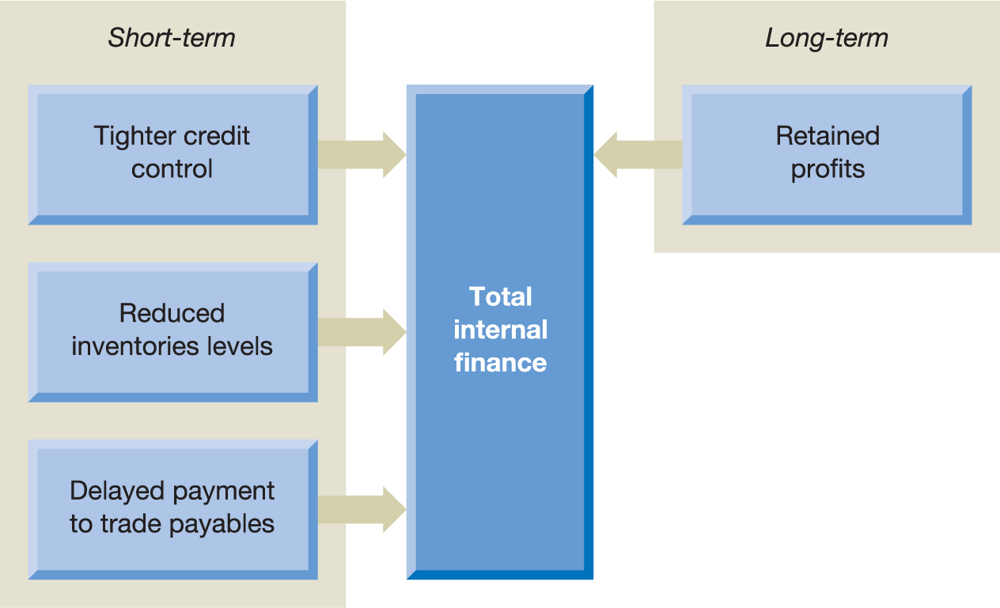 Short-term
Tighter credit
control
Reduced
inventories levels
Delayed payment
to trade payables
Total
internal
finance
Long-term
Retained
profits